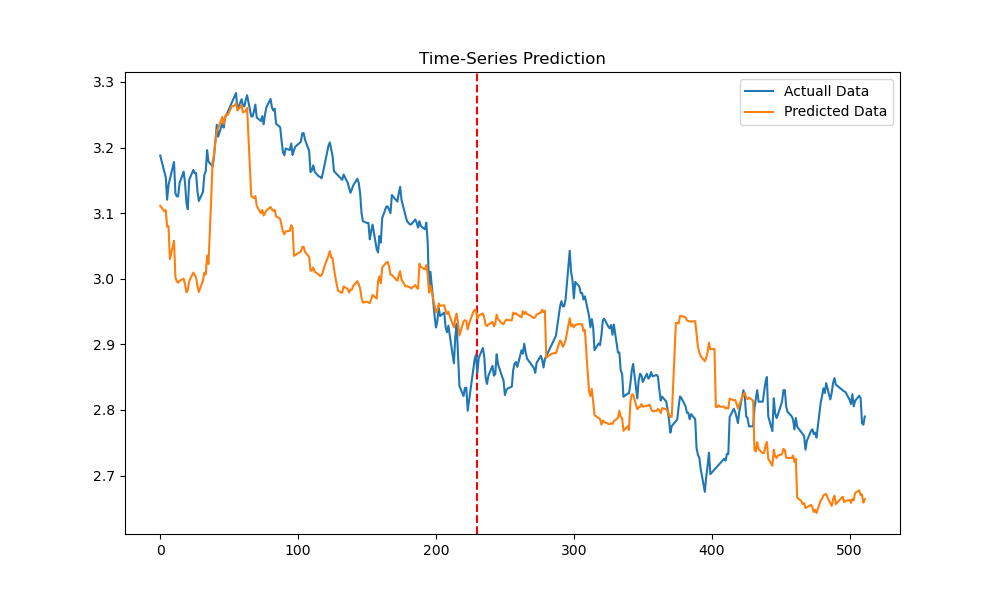 Time-Series Prediction
Actuall Data
Predicted Data
3.3
3.2
3.1
3.0
2.9
2.8
2.7
0 100 200 300 400 500